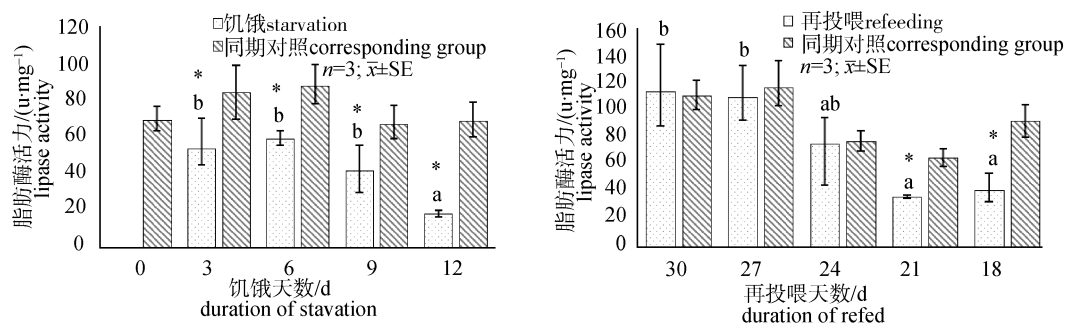 饥饿starvation
同期对照corresponding group
n=3; x̄±SE
脂肪酶活力/(u·mg⁻¹)
lipase activity
120
100
80
60
40
20
0
* b
* b
* b
* a
0 3 6 9 12
饥饿天数/d
duration of stavation
再投喂refeeding
同期对照corresponding group
n=3; x̄±SE
脂肪酶活力/(u·mg⁻¹)
lipase activity
160
140
120
100
80
60
40
20
0
b
b
ab
* a
* a
30 27 24 21 18
再投喂天数/d
duration of refed